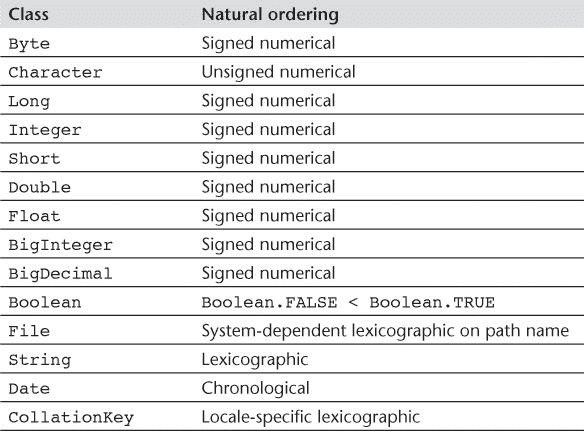 Class Natural ordering
Byte Signed numerical
Character Unsigned numerical
Long Signed numerical
Integer Signed numerical
Short Signed numerical
Double Signed numerical
Float Signed numerical
BigInteger Signed numerical
BigDecimal Signed numerical
Boolean Boolean.FALSE < Boolean.TRUE
File System-dependent lexicographic on path name
String Lexicographic
Date Chronological
CollationKey Locale-specific lexicographic